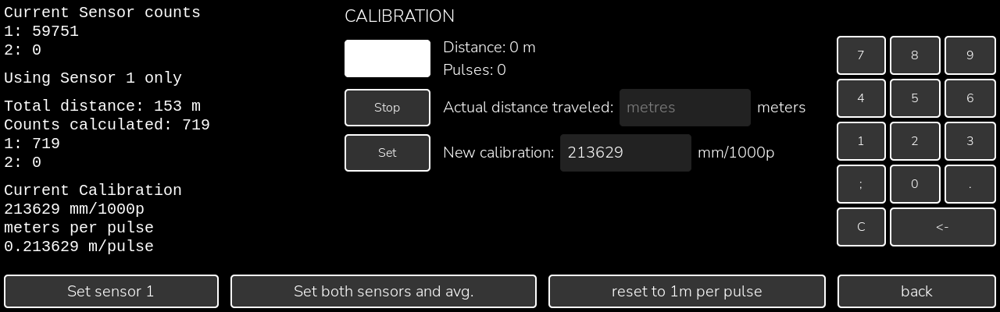 Current Sensor counts
1: 59751
2: 0
Using Sensor 1 only
Total distance: 153 m
Counts calculated: 719
1: 719
2: 0
Current Calibration
213629 mm/1000p
meters per pulse
0.213629 m/pulse
CALIBRATION
Distance: 0 m
Pulses: 0
Stop Actual distance traveled: metres meters
Set New calibration: 213629 mm/1000p
7 8 9
4 5 6
1 2 3
; 0 .
C <-
Set sensor 1 Set both sensors and avg. reset to 1m per pulse back